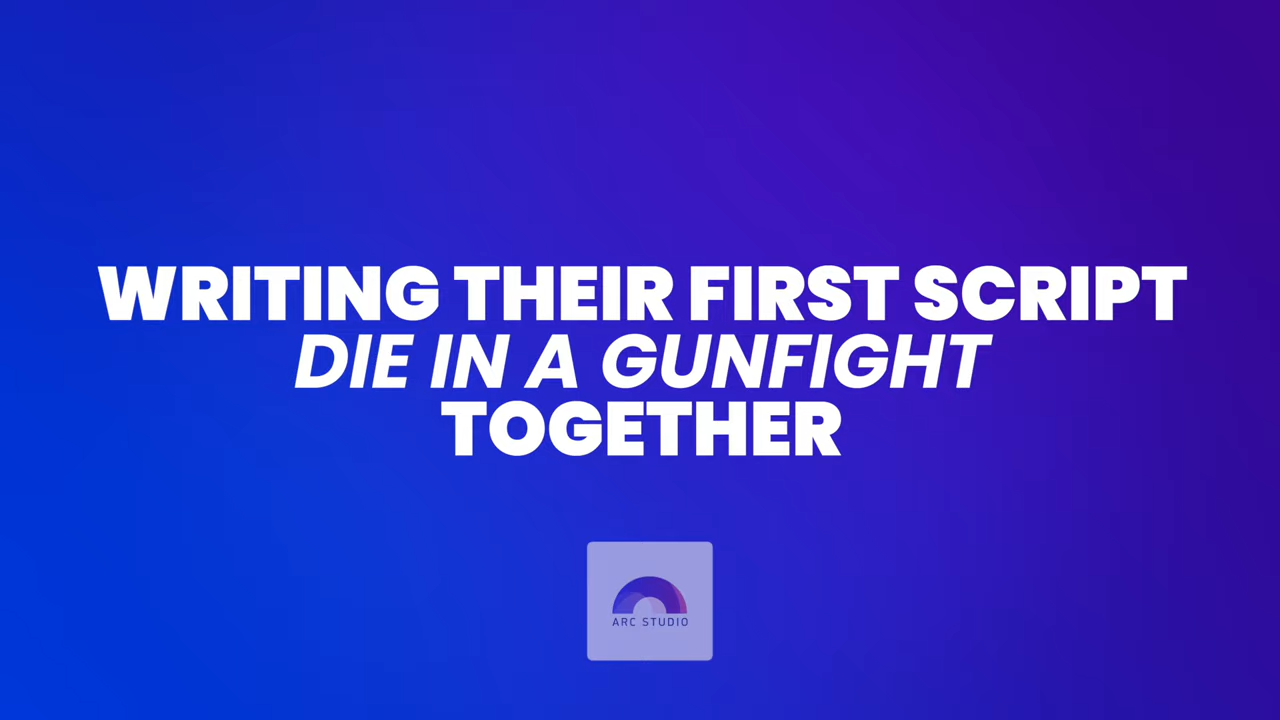 WRITING THEIR FIRST SCRIPT
DIE IN A GUNFIGHT
TOGETHER
ARC STUDIO